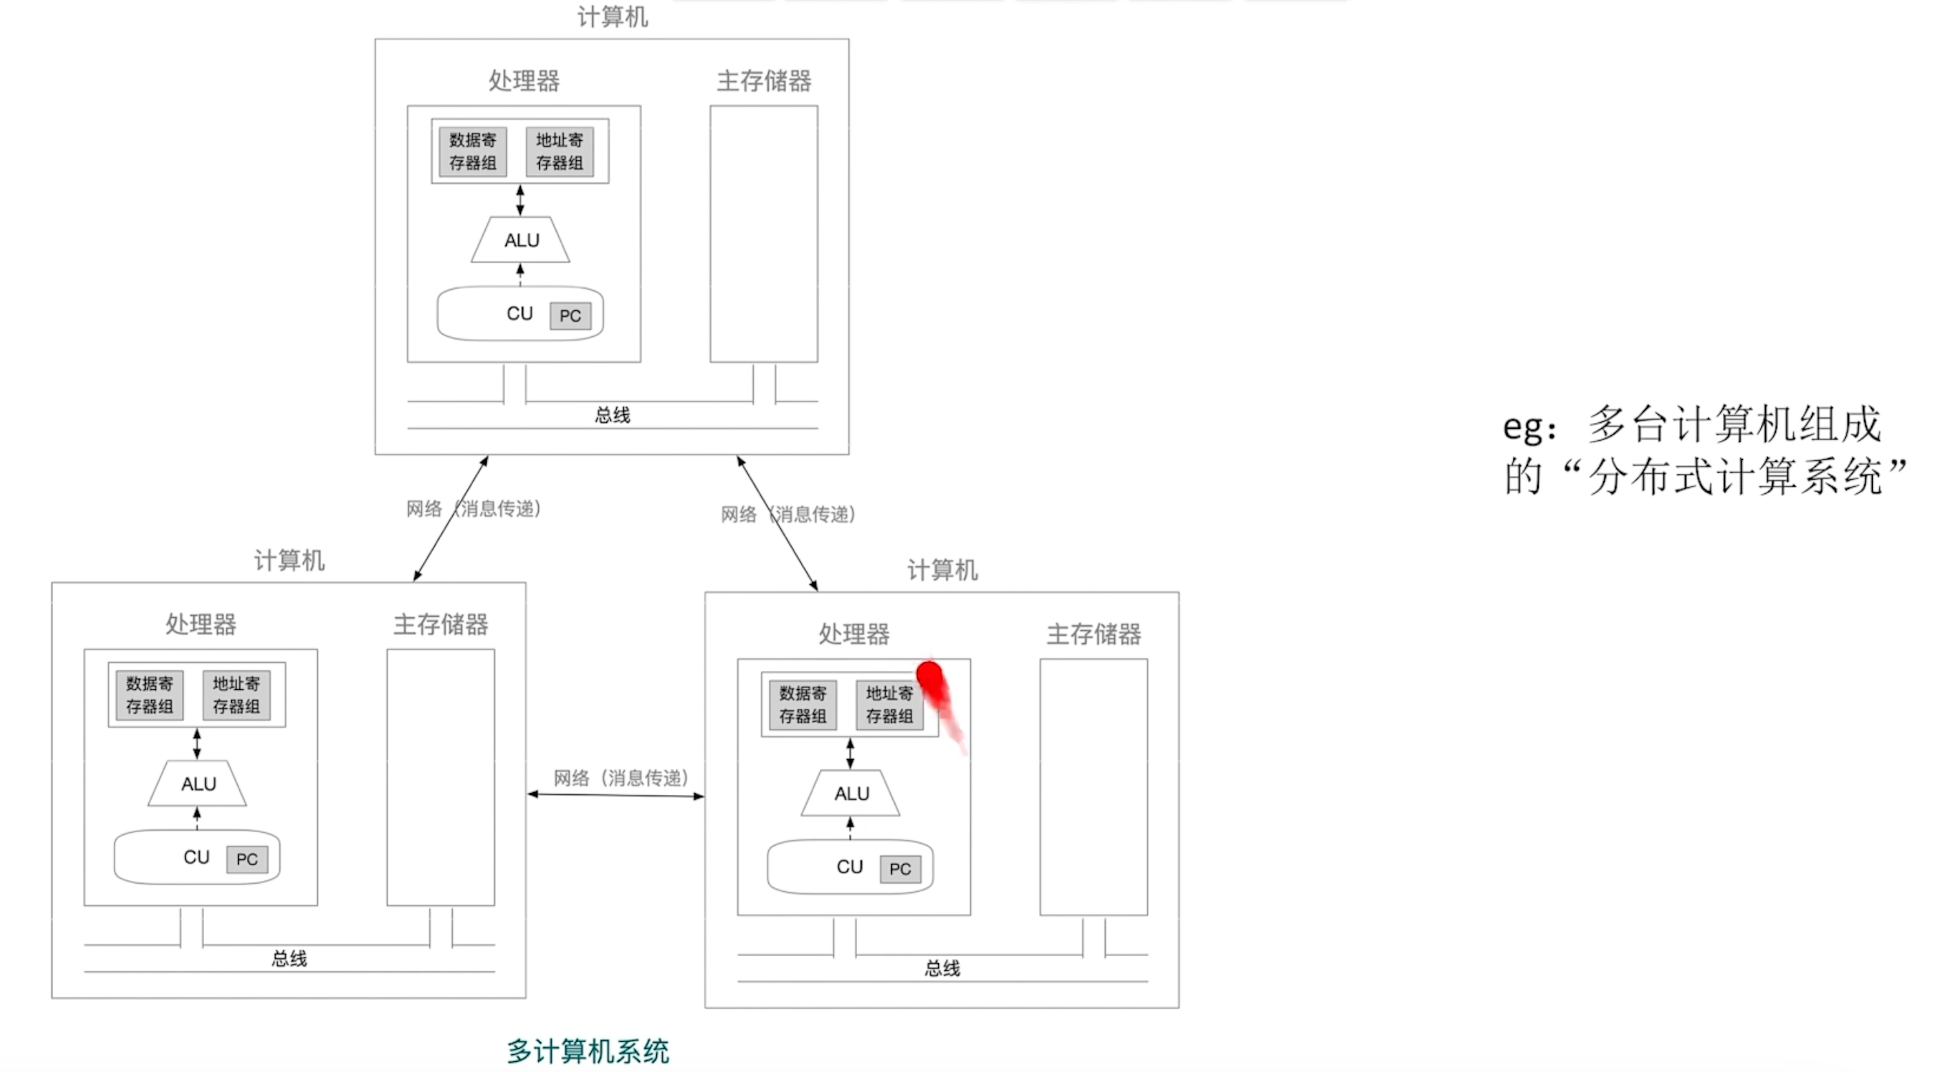 计算机
处理器
主存储器
数据寄
存器组
地址寄
存器组
ALU
CU
PC
总线
网络（消息传递）
网络（消息传递）
eg：多台计算机组成
的“分布式计算系统”
计算机
处理器
主存储器
数据寄
存器组
地址寄
存器组
ALU
CU
PC
总线
网络（消息传递）
计算机
处理器
主存储器
数据寄
存器组
地址寄
存器组
ALU
CU
PC
总线
多计算机系统